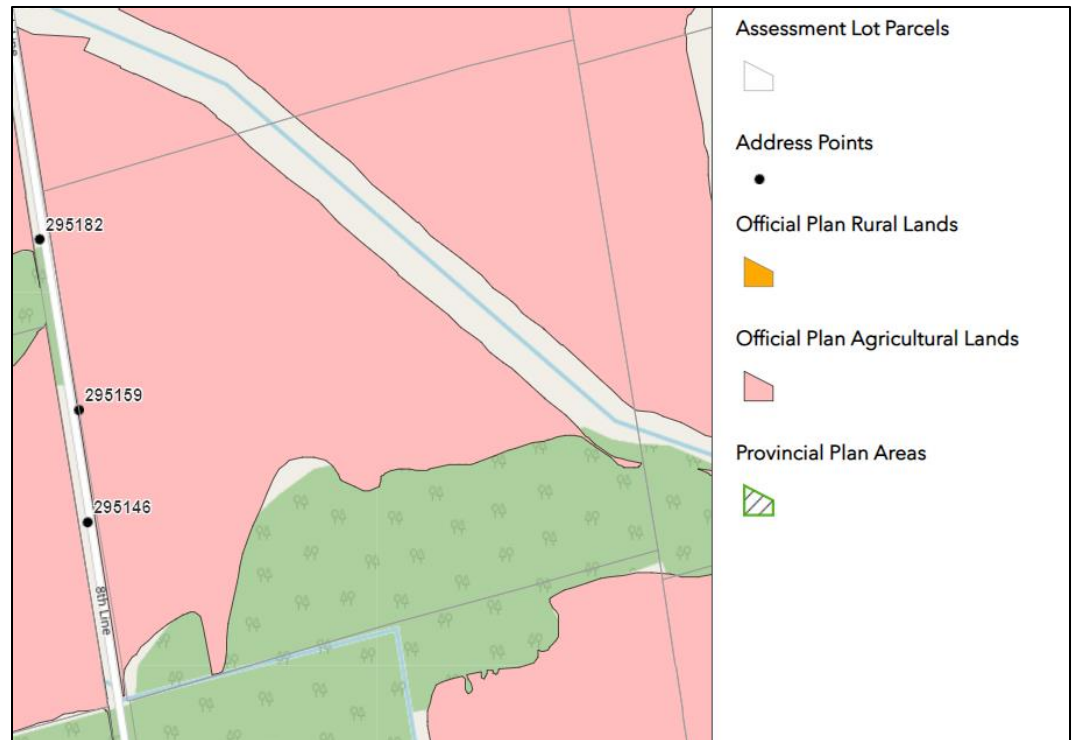 Line
295182
295159
295146
8th Line
Assessment Lot Parcels
Address Points
Official Plan Rural Lands
Official Plan Agricultural Lands
Provincial Plan Areas